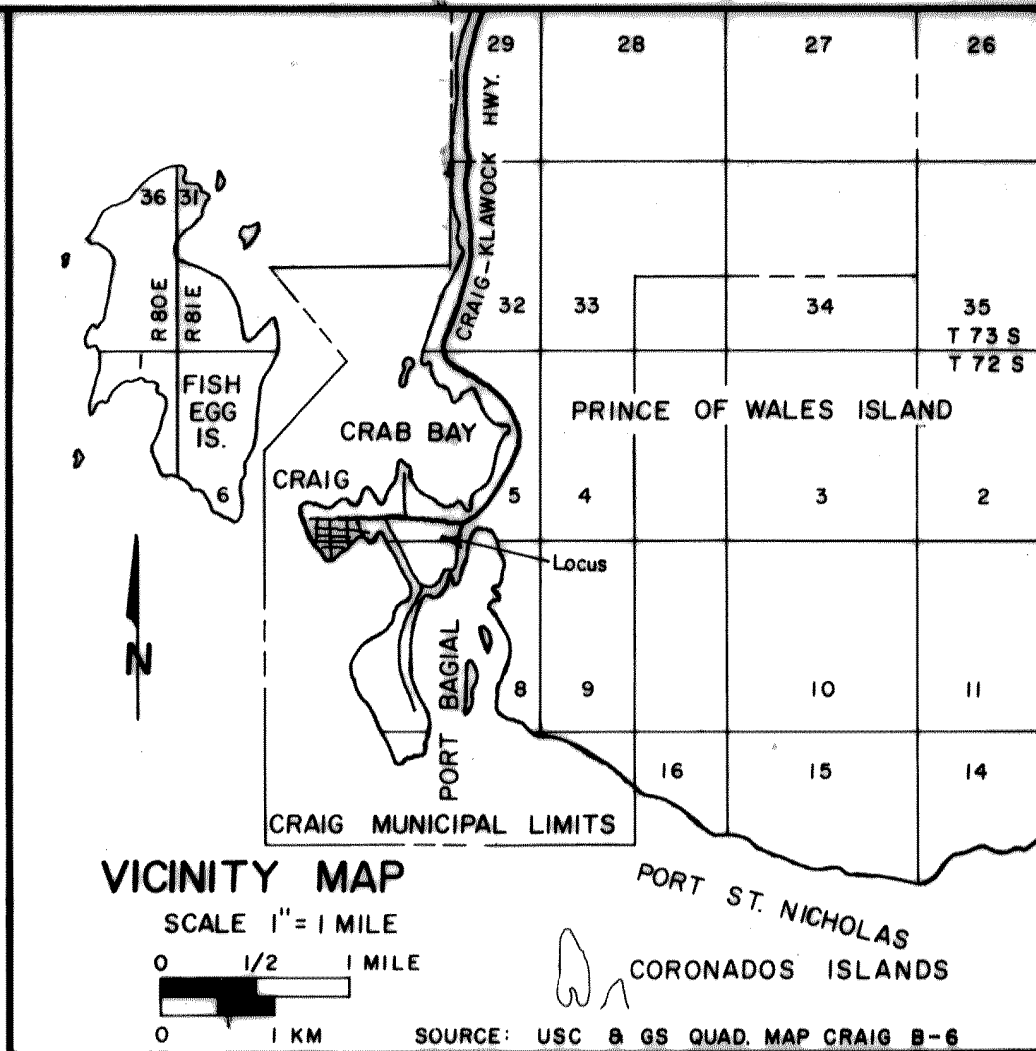 29 28 27 26
CRAIG-KLAWOCK HWY.
36 31
R 80 E
R 81 E
32 33 34 35
T 73 S
T 72 S
FISH
EGG
IS.
6
PRINCE OF WALES ISLAND
CRAB BAY
CRAIG
5 4 3 2
Locus
N
PORT BAGIAL
8 9 10 11
16 15 14
CRAIG MUNICIPAL LIMITS
VICINITY MAP
PORT ST. NICHOLAS
SCALE 1" = 1 MILE
0 1/2 1 MILE
CORONADOS ISLANDS
0 1 KM
SOURCE: USC & GS QUAD. MAP CRAIG B-6